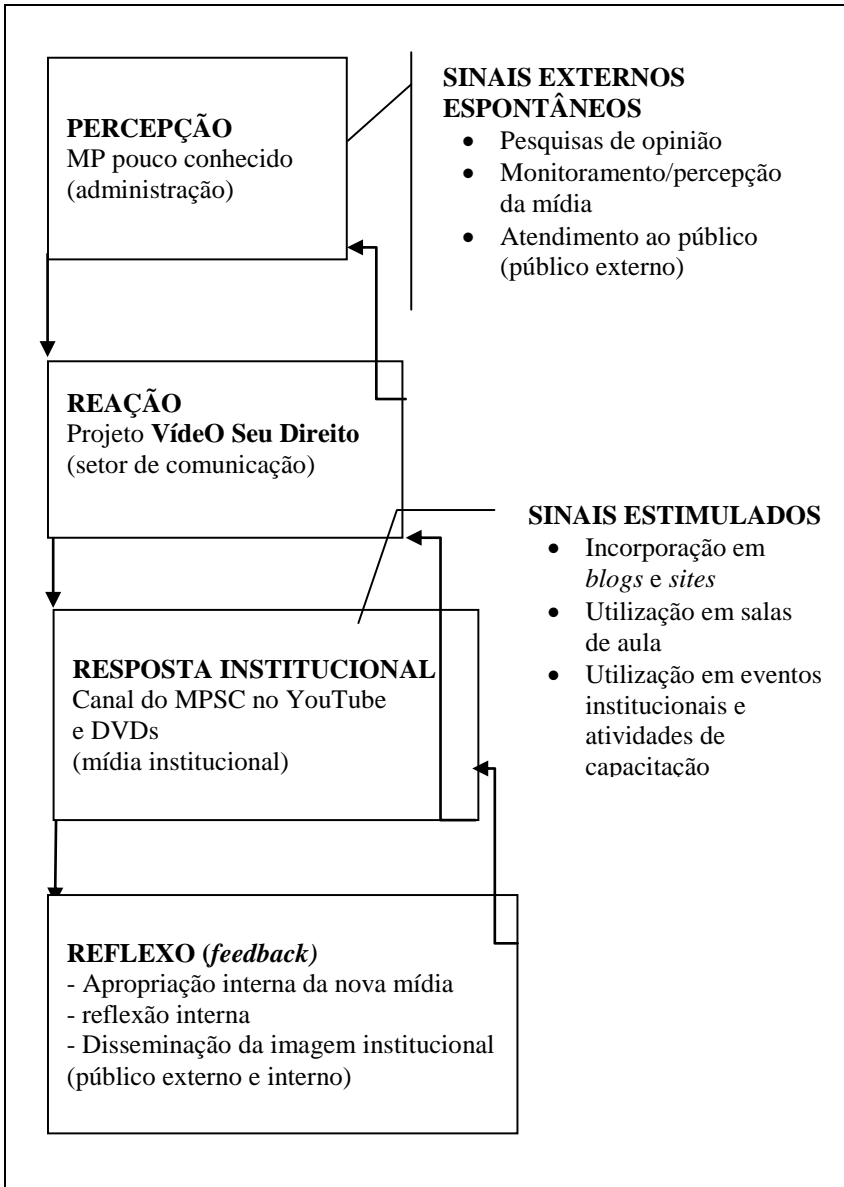 PERCEPÇÃO
MP pouco conhecido
(administração)
SINAIS EXTERNOS
ESPONTÂNEOS
• Pesquisas de opinião
• Monitoramento/percepção
da mídia
• Atendimento ao público
(público externo)
REAÇÃO
Projeto VídeO Seu Direito
(setor de comunicação)
SINAIS ESTIMULADOS
• Incorporação em
blogs e sites
• Utilização em salas
de aula
• Utilização em eventos
institucionais e
atividades de
capacitação
RESPOSTA INSTITUCIONAL
Canal do MPSC no YouTube
e DVDs
(mídia institucional)
REFLEXO (feedback)
- Apropriação interna da nova mídia
- reflexão interna
- Disseminação da imagem institucional
(público externo e interno)